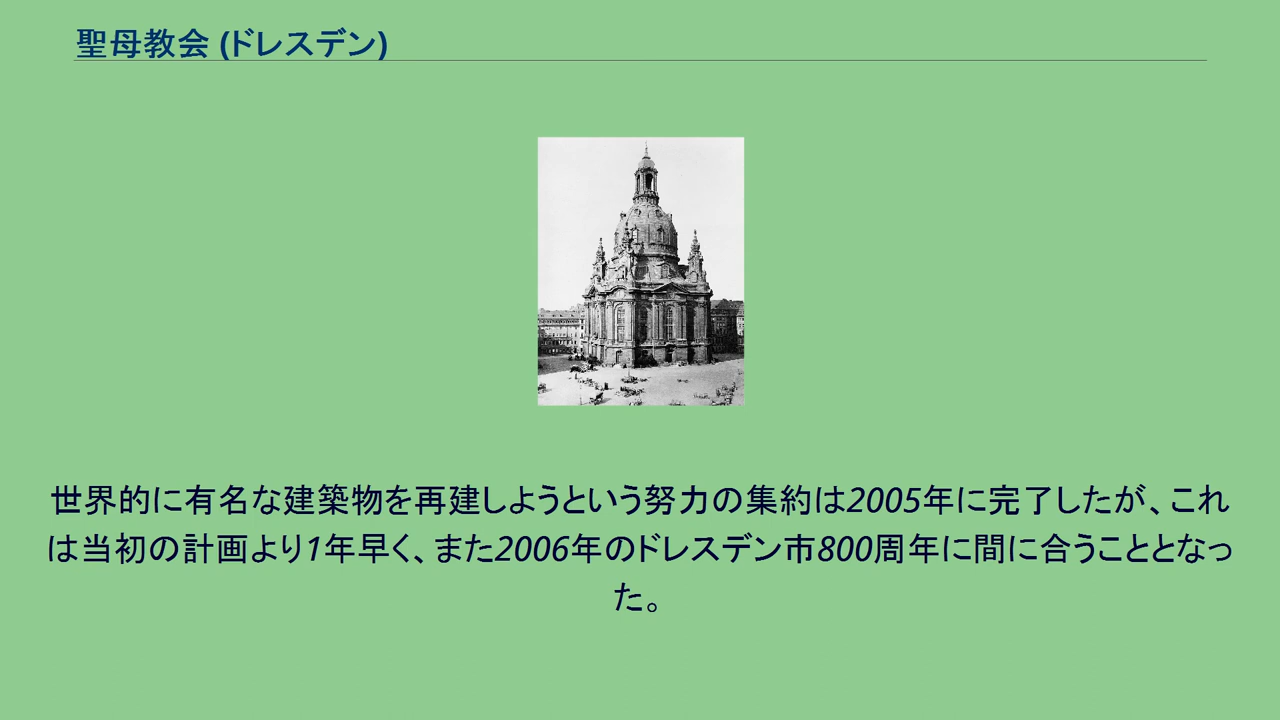 聖母教会 (ドレスデン)
世界的に有名な建築物を再建しようという努力の集約は2005年に完了したが、これ
は当初の計画より1年早く、また2006年のドレスデン市800周年に間に合うこととなっ
た。